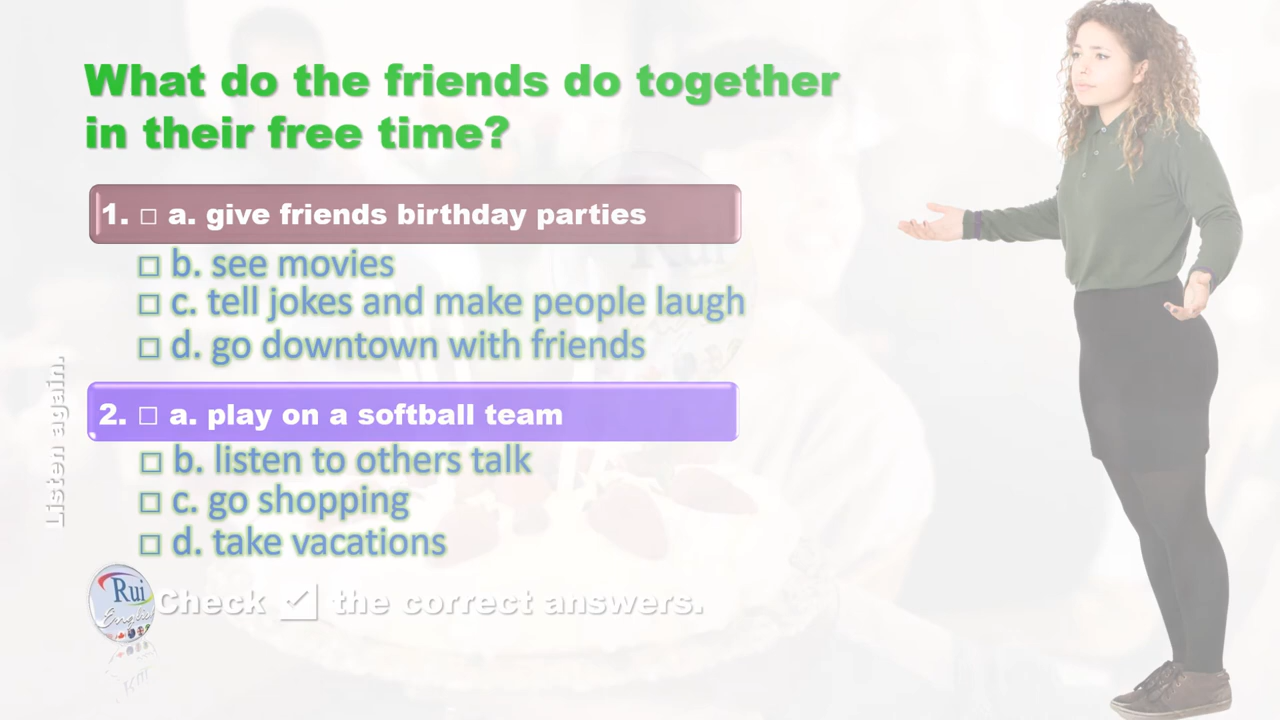 What do the friends do together
in their free time?
1. □ a. give friends birthday parties
□ b. see movies
□ c. tell jokes and make people laugh
□ d. go downtown with friends
2. □ a. play on a softball team
□ b. listen to others talk
□ c. go shopping
□ d. take vacations
Listen again.
Rui
English
Check ✓ the correct answers.
Rui